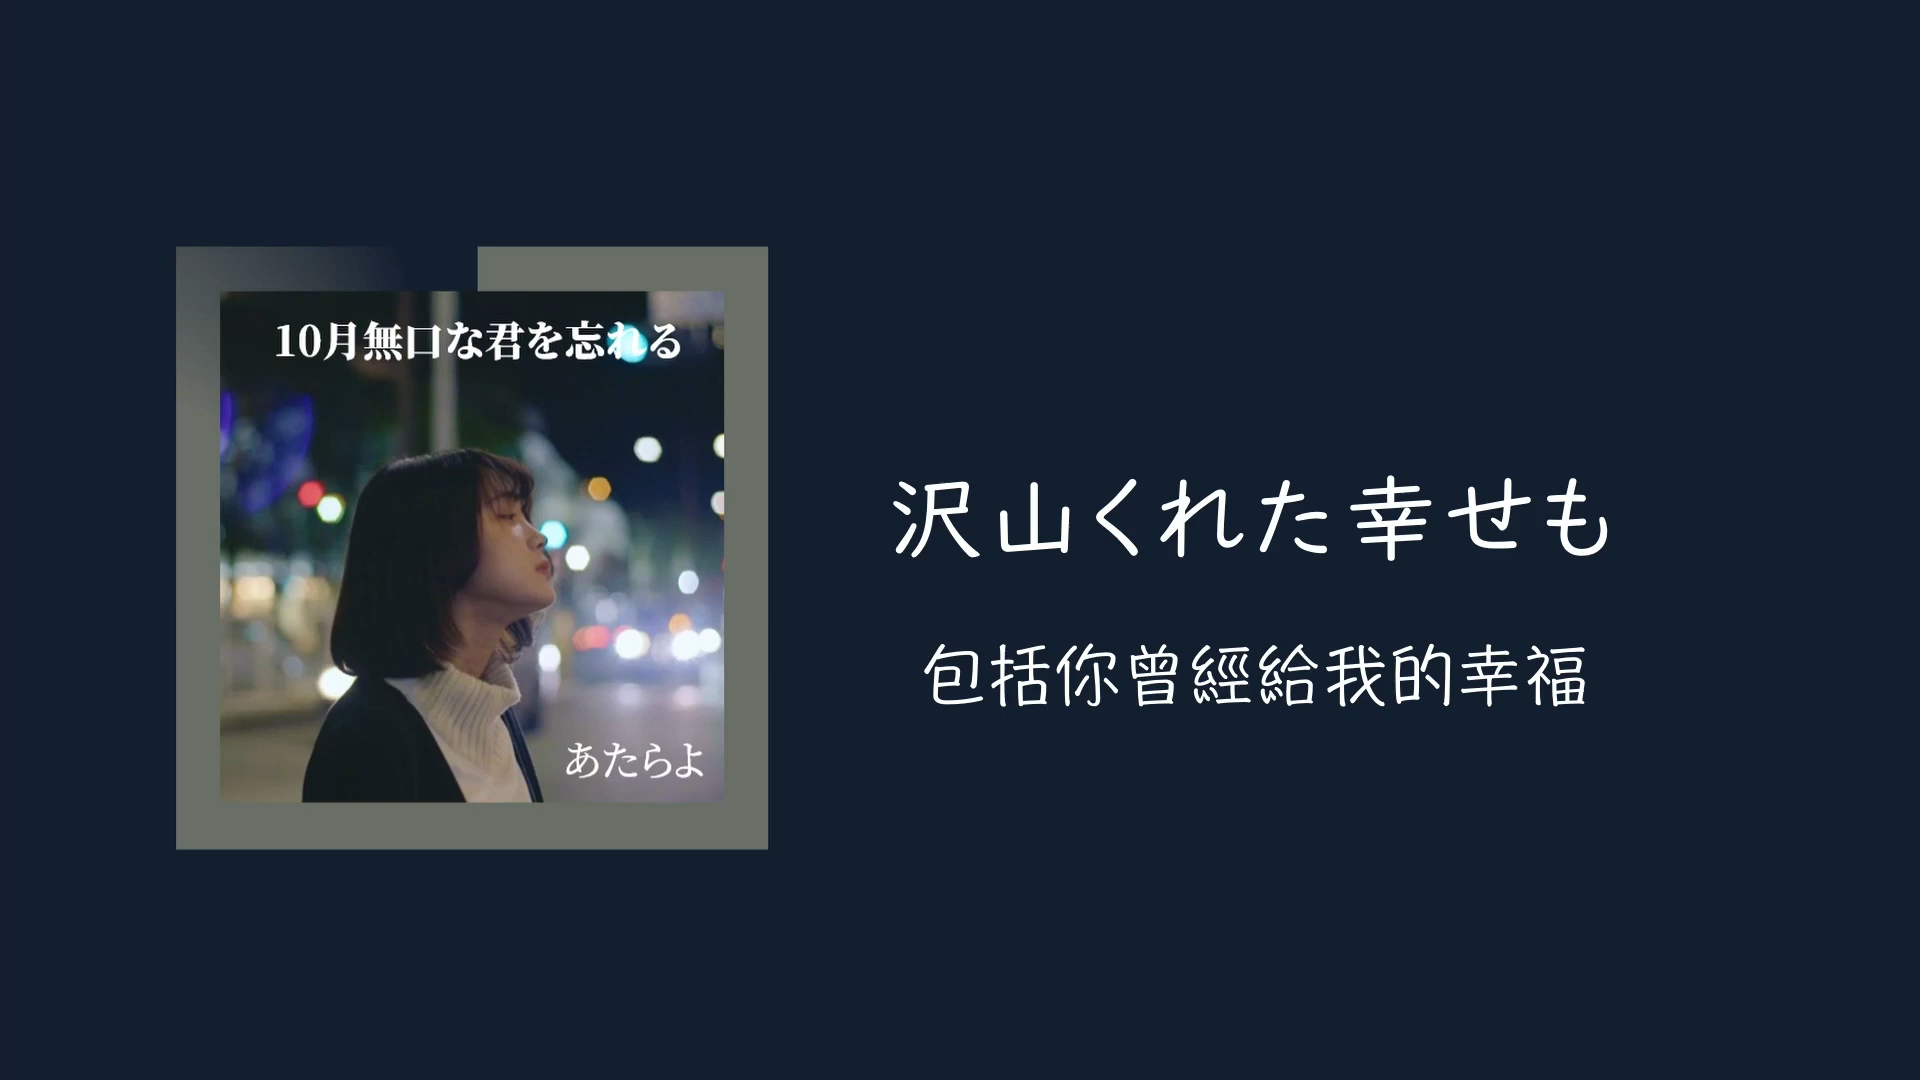 10月無口な君を忘れる
あたらよ
沢山くれた幸せも
包括你曾經給我的幸福